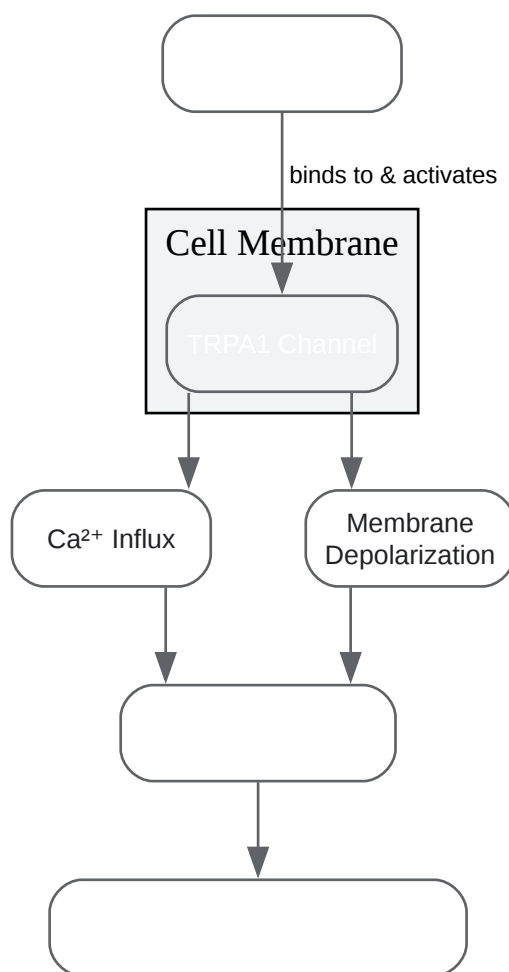 binds to & activates
Cell Membrane
TRPA1 Channel
Ca²⁺ Influx
Membrane
Depolarization